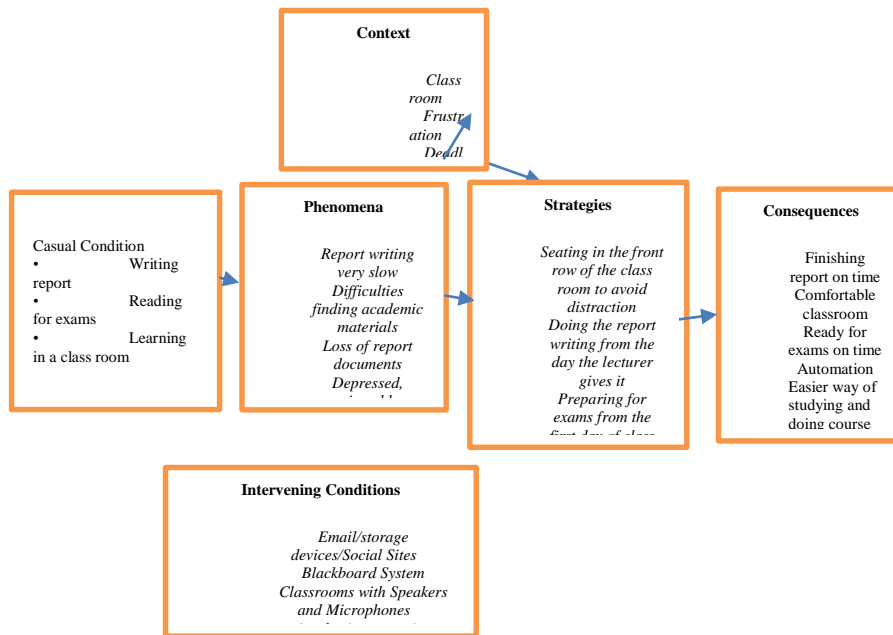 Context
Class
room
Frustr
ation
Deadl
Casual Condition
• Writing
report
• Reading
for exams
• Learning
in a class room
Phenomena
Report writing
very slow
Difficulties
finding academic
materials
Loss of report
documents
Depressed,
Strategies
Seating in the front
row of the class
room to avoid
distraction
Doing the report
writing from the
day the lecturer
gives it
Preparing for
exams from the
first day of class
Consequences
Finishing
report on time
Comfortable
classroom
Ready for
exams on time
Automation
Easier way of
studying and
doing course
Intervening Conditions
Email/storage
devices/Social Sites
Blackboard System
Classrooms with Speakers
and Microphones